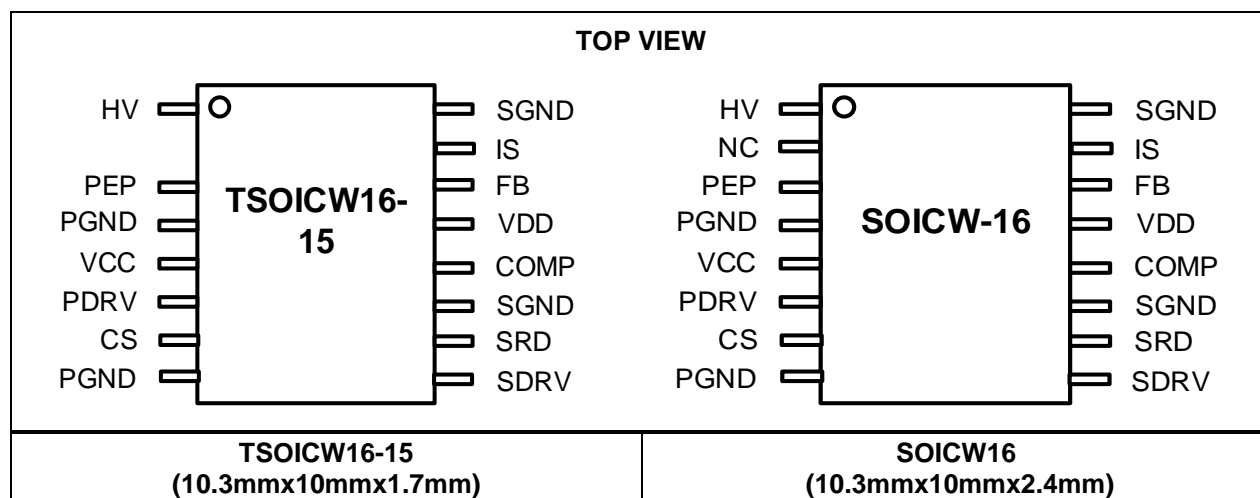 TOP VIEW
HV
PEP
PGND
VCC
PDRV
CS
PGND
TSOICW16-
15
SGND
IS
FB
VDD
COMP
SGND
SRD
SDRV
HV
NC
PEP
PGND
VCC
PDRV
CS
PGND
SOICW-16
SGND
IS
FB
VDD
COMP
SGND
SRD
SDRV
TSOICW16-15
(10.3mmx10mmx1.7mm)
SOICW16
(10.3mmx10mmx2.4mm)